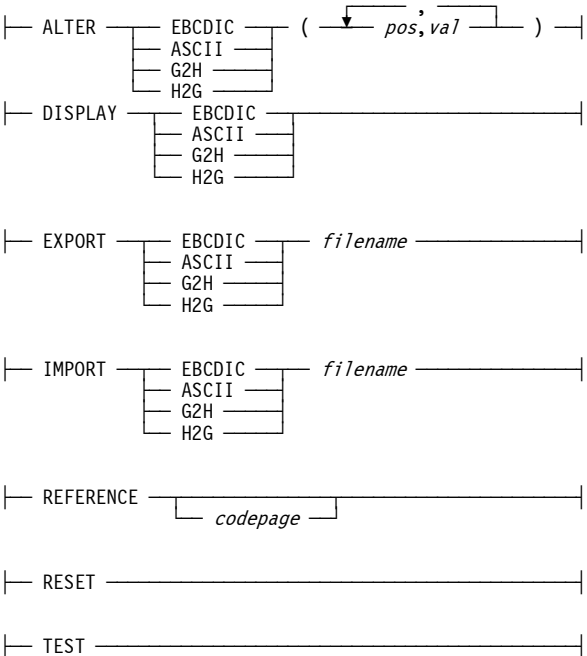 ,
ALTER EBCDIC ( pos,val )
ASCII
G2H
H2G
DISPLAY EBCDIC
ASCII
G2H
H2G
EXPORT EBCDIC filename
ASCII
G2H
H2G
IMPORT EBCDIC filename
ASCII
G2H
H2G
REFERENCE
codepage
RESET
TEST